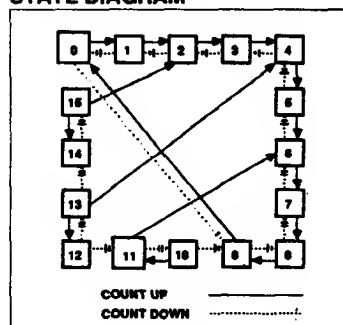 STATE DIAGRAM
0 1 2 3 4
15 5
14 6
13 7
12 11 10 9 8
COUNT UP
COUNT DOWN